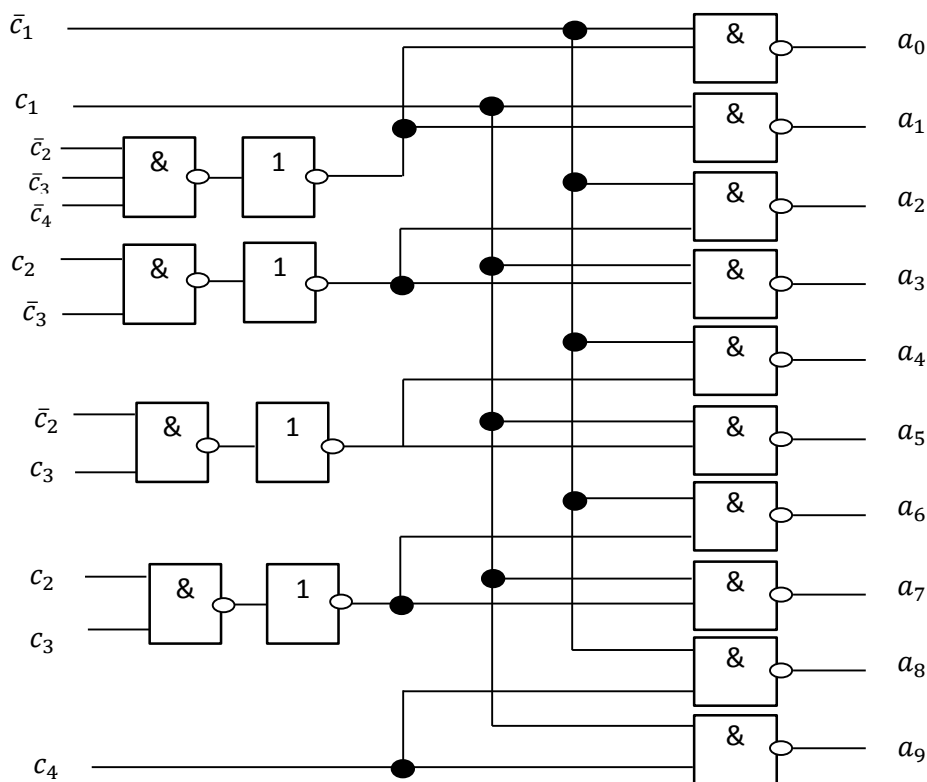 c̄₁ & a₀
c₁ & a₁
c̄₂ & 1
c̄₃
c̄₄ & a₂
c₂ & 1 & a₃
c̄₃
& a₄
c̄₂ & 1 & a₅
c₃
& a₆
c₂ & 1 & a₇
c₃
& a₈
c₄ & a₉